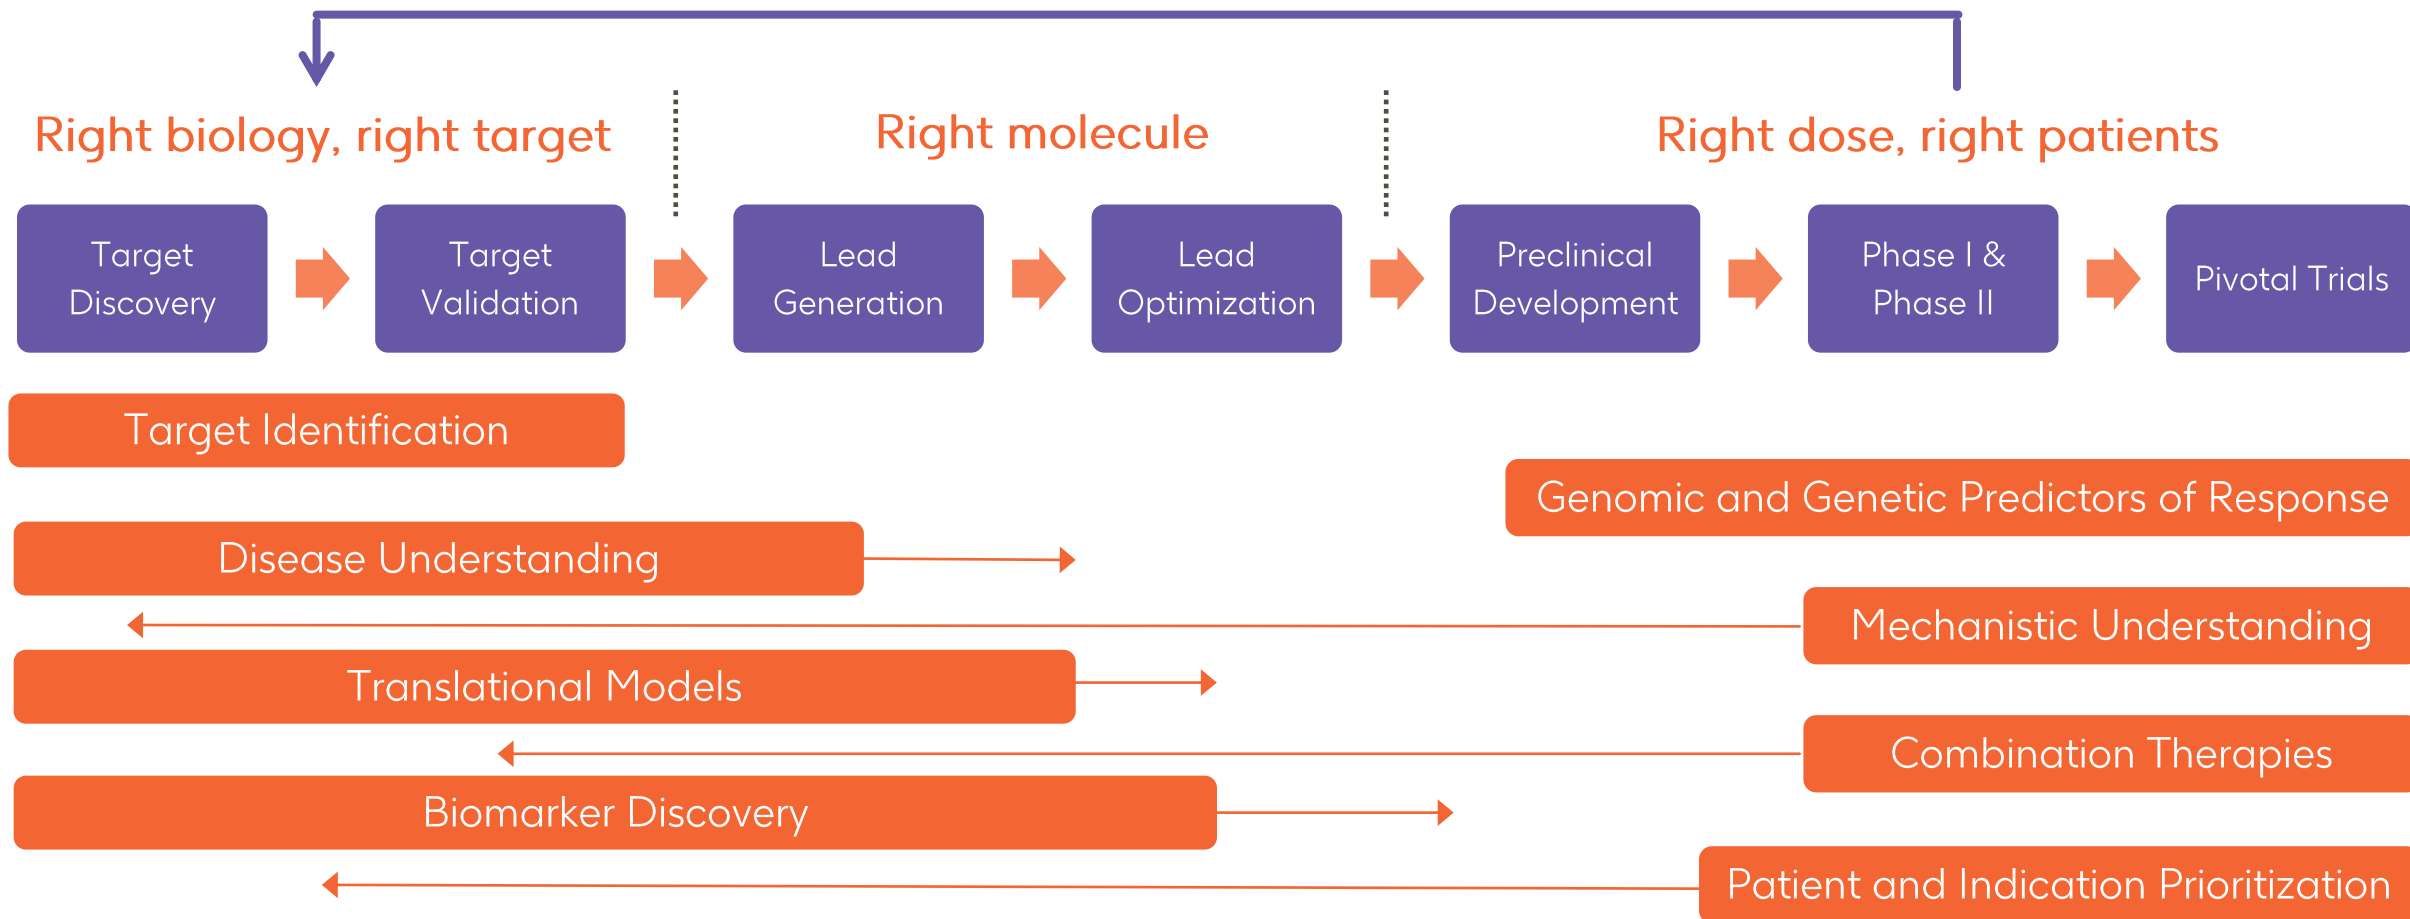 Right biology, right target
Right molecule
Right dose, right patients
Target
Discovery
Target
Validation
Lead
Generation
Lead
Optimization
Preclinical
Development
Phase I &
Phase II
Pivotal Trials
Target Identification
Genomic and Genetic Predictors of Response
Disease Understanding
Mechanistic Understanding
Translational Models
Combination Therapies
Biomarker Discovery
Patient and Indication Prioritization